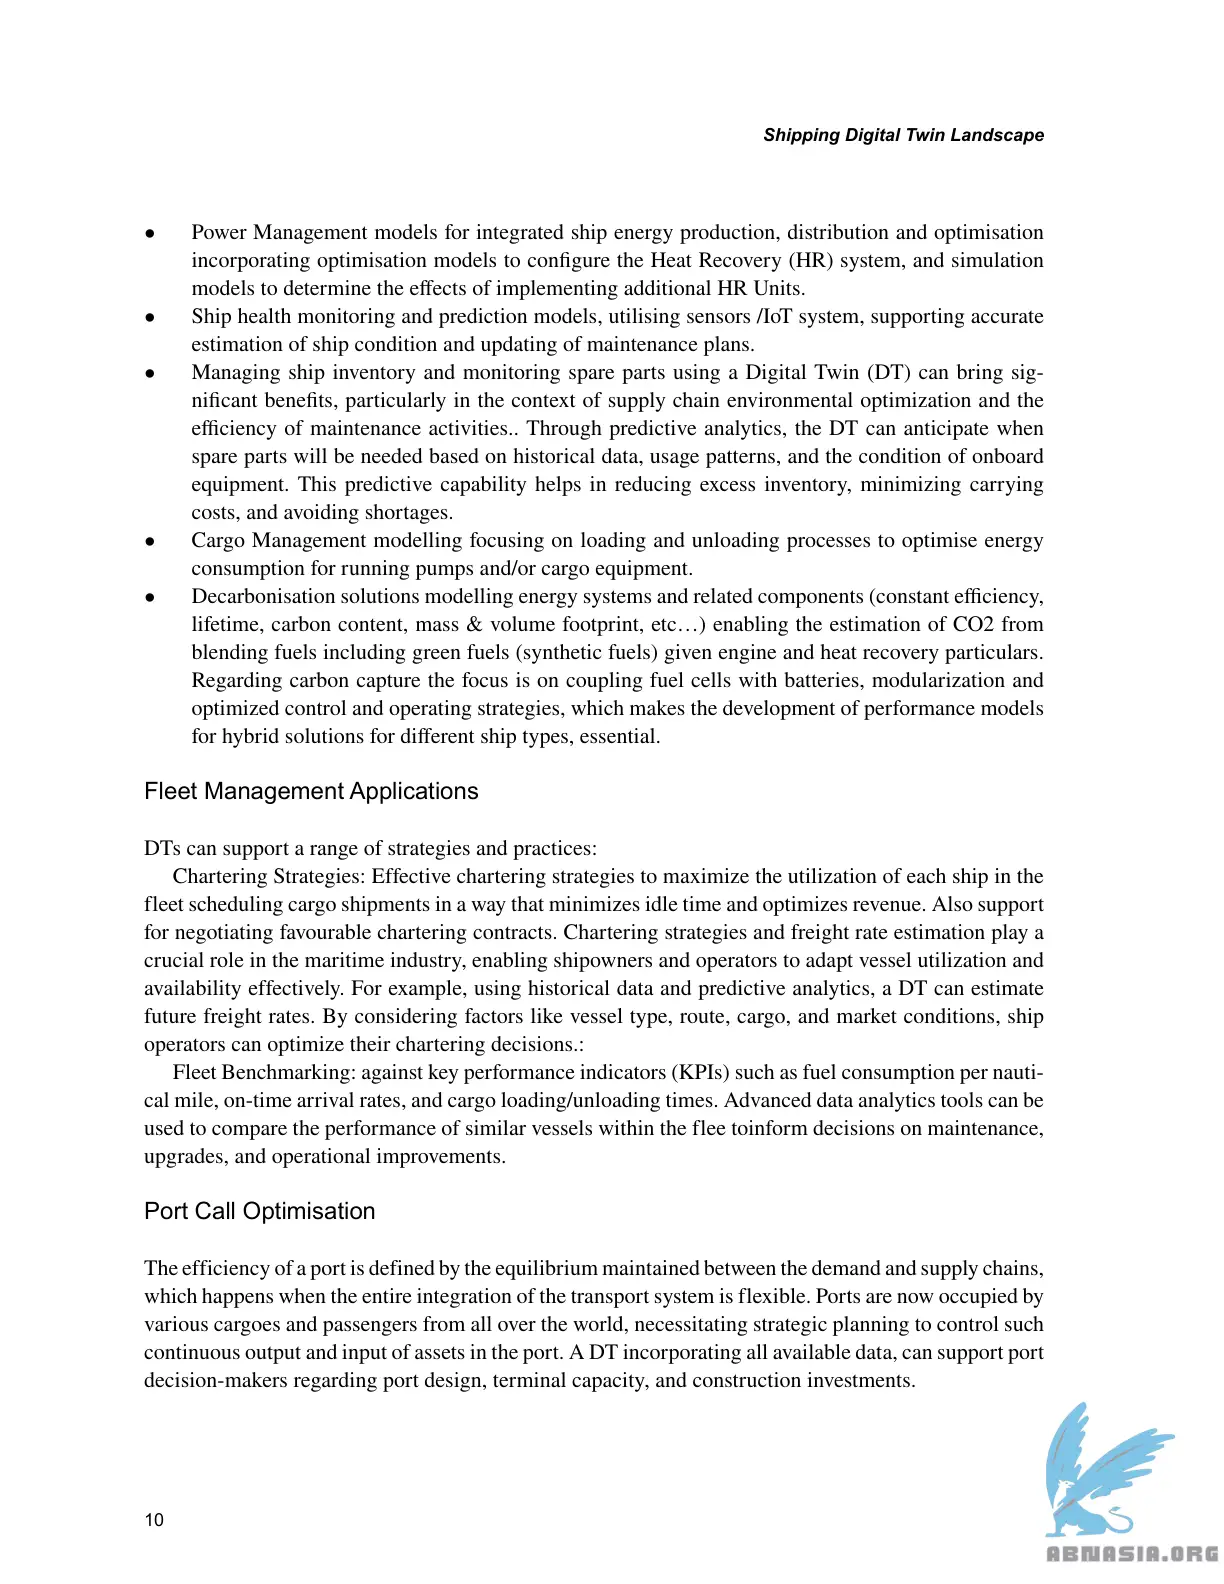 Shipping Digital Twin Landscape
● Power Management models for integrated ship energy production, distribution and optimisation
incorporating optimisation models to configure the Heat Recovery (HR) system, and simulation
models to determine the effects of implementing additional HR Units.
● Ship health monitoring and prediction models, utilising sensors /IoT system, supporting accurate
estimation of ship condition and updating of maintenance plans.
● Managing ship inventory and monitoring spare parts using a Digital Twin (DT) can bring sig-
nificant benefits, particularly in the context of supply chain environmental optimization and the
efficiency of maintenance activities.. Through predictive analytics, the DT can anticipate when
spare parts will be needed based on historical data, usage patterns, and the condition of onboard
equipment. This predictive capability helps in reducing excess inventory, minimizing carrying
costs, and avoiding shortages.
● Cargo Management modelling focusing on loading and unloading processes to optimise energy
consumption for running pumps and/or cargo equipment.
● Decarbonisation solutions modelling energy systems and related components (constant efficiency,
lifetime, carbon content, mass & volume footprint, etc…) enabling the estimation of CO2 from
blending fuels including green fuels (synthetic fuels) given engine and heat recovery particulars.
Regarding carbon capture the focus is on coupling fuel cells with batteries, modularization and
optimized control and operating strategies, which makes the development of performance models
for hybrid solutions for different ship types, essential.
Fleet Management Applications
DTs can support a range of strategies and practices:
Chartering Strategies: Effective chartering strategies to maximize the utilization of each ship in the
fleet scheduling cargo shipments in a way that minimizes idle time and optimizes revenue. Also support
for negotiating favourable chartering contracts. Chartering strategies and freight rate estimation play a
crucial role in the maritime industry, enabling shipowners and operators to adapt vessel utilization and
availability effectively. For example, using historical data and predictive analytics, a DT can estimate
future freight rates. By considering factors like vessel type, route, cargo, and market conditions, ship
operators can optimize their chartering decisions.:
Fleet Benchmarking: against key performance indicators (KPIs) such as fuel consumption per nauti-
cal mile, on-time arrival rates, and cargo loading/unloading times. Advanced data analytics tools can be
used to compare the performance of similar vessels within the flee toinform decisions on maintenance,
upgrades, and operational improvements.
Port Call Optimisation
The efficiency of a port is defined by the equilibrium maintained between the demand and supply chains,
which happens when the entire integration of the transport system is flexible. Ports are now occupied by
various cargoes and passengers from all over the world, necessitating strategic planning to control such
continuous output and input of assets in the port. A DT incorporating all available data, can support port
decision-makers regarding port design, terminal capacity, and construction investments.
10
ABNASIA.ORG